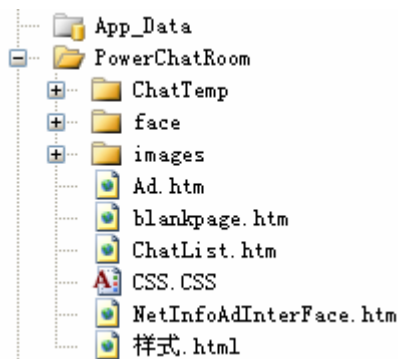 App_Data
PowerChatRoom
ChatTemp
face
images
Ad.htm
blankpage.htm
ChatList.htm
CSS.CSS
NetInfoAdInterFace.htm
样式.html